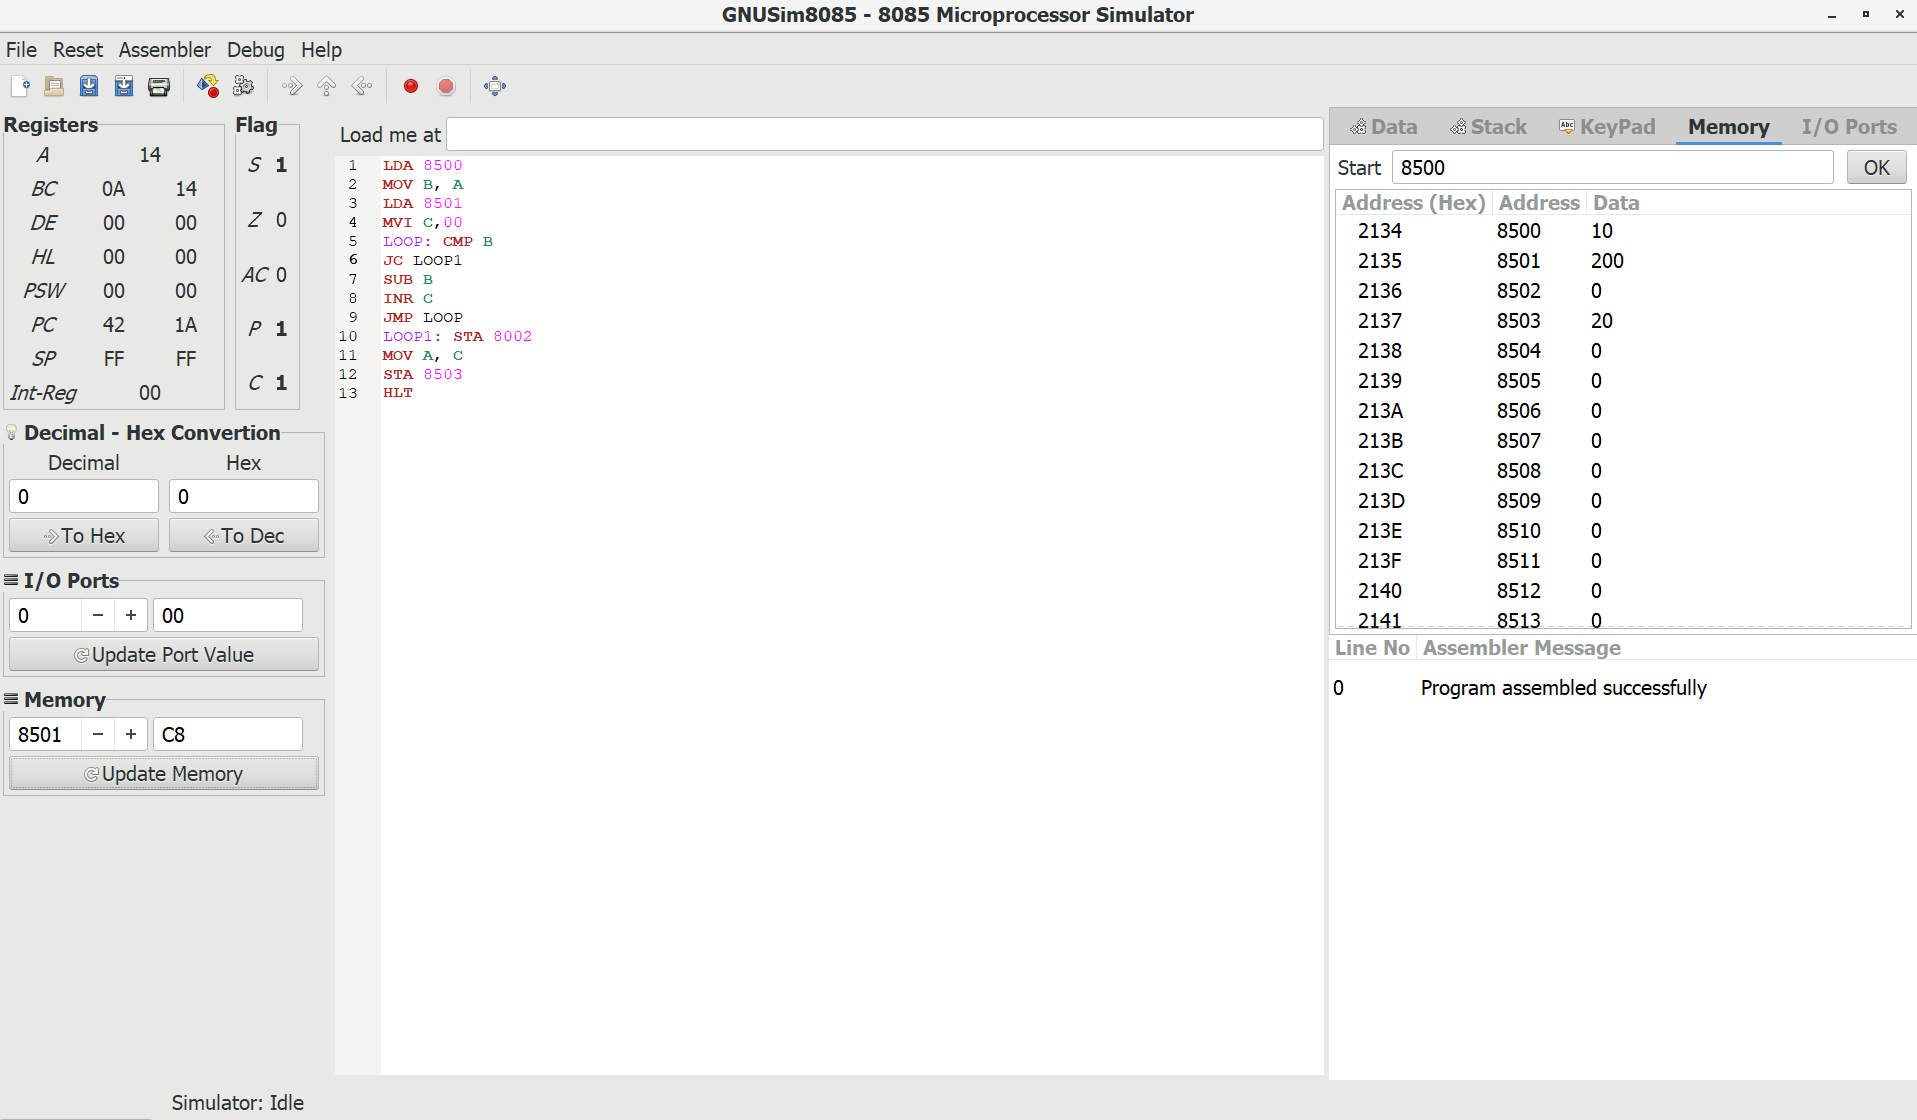 GNUSim8085 - 8085 Microprocessor Simulator
File Reset Assembler Debug Help
Registers
A 14
BC 0A 14
DE 00 00
HL 00 00
PSW 00 00
PC 42 1A
SP FF FF
Int-Reg 00
Flag
S 1
Z 0
AC 0
P 1
C 1
Decimal - Hex Convertion
Decimal Hex
0 0
To Hex To Dec
I/O Ports
0 − + 00
Update Port Value
Memory
8501 − + C8
Update Memory
Load me at
1 LDA 8500
2 MOV B, A
3 LDA 8501
4 MVI C,00
5 LOOP: CMP B
6 JC LOOP1
7 SUB B
8 INR C
9 JMP LOOP
10 LOOP1: STA 8002
11 MOV A, C
12 STA 8503
13 HLT
Data Stack Abc KeyPad Memory I/O Ports
Start 8500 OK
Address (Hex) Address Data
2134 8500 10
2135 8501 200
2136 8502 0
2137 8503 20
2138 8504 0
2139 8505 0
213A 8506 0
213B 8507 0
213C 8508 0
213D 8509 0
213E 8510 0
213F 8511 0
2140 8512 0
2141 8513 0
Line No Assembler Message
0 Program assembled successfully
Simulator: Idle